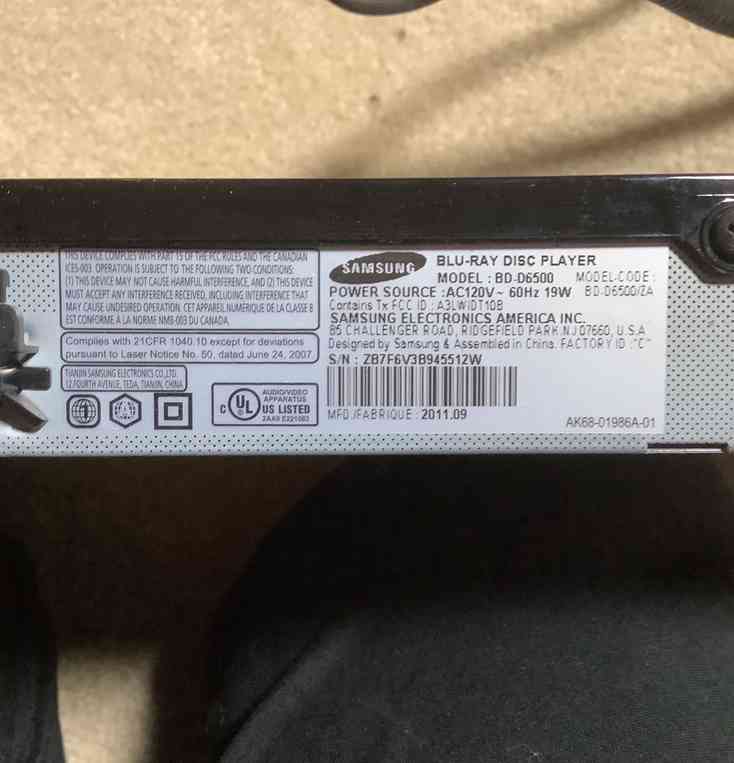 THIS DEVICE COMPLIES WITH PART 15 OF THE FCC RULES AND THE CANADIAN
ICES-003 OPERATION IS SUBJECT TO THE FOLLOWING TWO CONDITIONS:
(1) THIS DEVICE MAY NOT CAUSE HARMFUL INTERFERENCE, AND (2) THIS DEVICE
MUST ACCEPT ANY INTERFERENCE RECEIVED, INCLUDING INTERFERENCE THAT
MAY CAUSE UNDESIRED OPERATION. CET APPAREIL NUMERIQUE DE LA CLASSE B
EST CONFORME A LA NORME NMB-003 DU CANADA.
Complies with 21CFR 1040.10 except for deviations
pursuant to Laser Notice No. 50, dated June 24, 2007
TIANJIN SAMSUNG ELECTRONICS CO.,LTD.
12,FOURTH AVENUE, TEDA, TIANJIN, CHINA
C UL US LISTED
AUDIO/VIDEO
APPARATUS
2AA9 E221083
SAMSUNG
BLU-RAY DISC PLAYER
MODEL : BD-D6500 MODEL-CODE :
POWER SOURCE : AC120V~ 60Hz 19W BD-D6500/ZA
Contains Tx FCC ID : A3LWIDT10B
SAMSUNG ELECTRONICS AMERICA INC.
85 CHALLENGER ROAD, RIDGEFIELD PARK.NJ 07660, U.S.A
Designed by Samsung & Assembled in China. FACTORY ID :"C"
S/N : ZB7F6V3B945512W
MFD./FABRIQUE : 2011.09
AK68-01986A-01